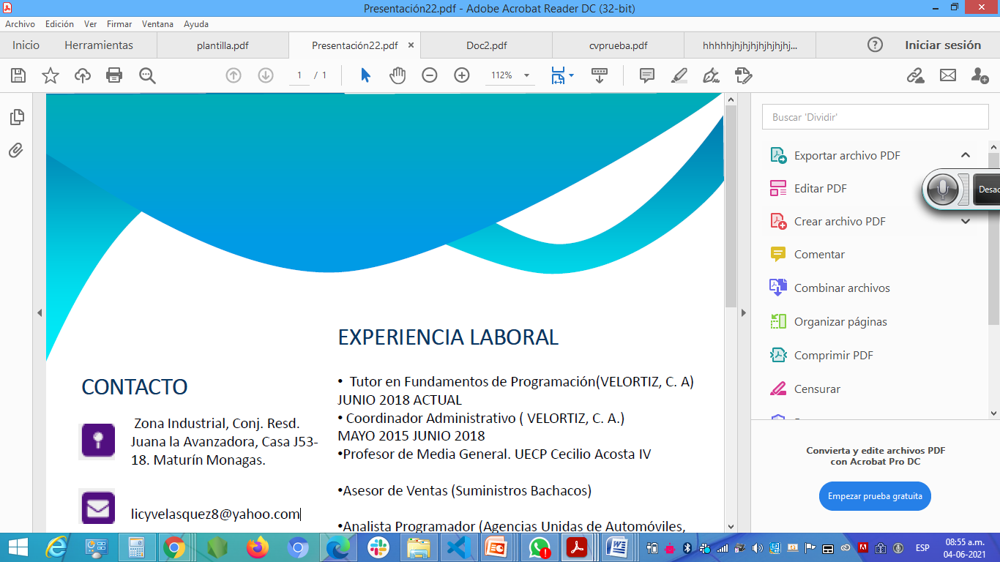 Presentación22.pdf - Adobe Acrobat Reader DC (32-bit)
Archivo Edición Ver Firmar Ventana Ayuda
Inicio Herramientas plantilla.pdf Presentación22.pdf × Doc2.pdf cvprueba.pdf hhhhhjhjhjhjhjhjhjhj... Iniciar sesión
1 / 1 112%
Buscar 'Dividir'
Exportar archivo PDF
Editar PDF
Desac
Crear archivo PDF
Comentar
Combinar archivos
Organizar páginas
Comprimir PDF
Censurar
Convierta y edite archivos PDF
con Acrobat Pro DC
Empezar prueba gratuita
CONTACTO
Zona Industrial, Conj. Resd.
Juana la Avanzadora, Casa J53-
18. Maturín Monagas.
licyvelasquez8@yahoo.com
EXPERIENCIA LABORAL
• Tutor en Fundamentos de Programación(VELORTIZ, C. A)
JUNIO 2018 ACTUAL
• Coordinador Administrativo ( VELORTIZ, C. A.)
MAYO 2015 JUNIO 2018
•Profesor de Media General. UECP Cecilio Acosta IV
•Asesor de Ventas (Suministros Bachacos)
•Analista Programador (Agencias Unidas de Automóviles,
ESP
08:55 a.m.
04-06-2021